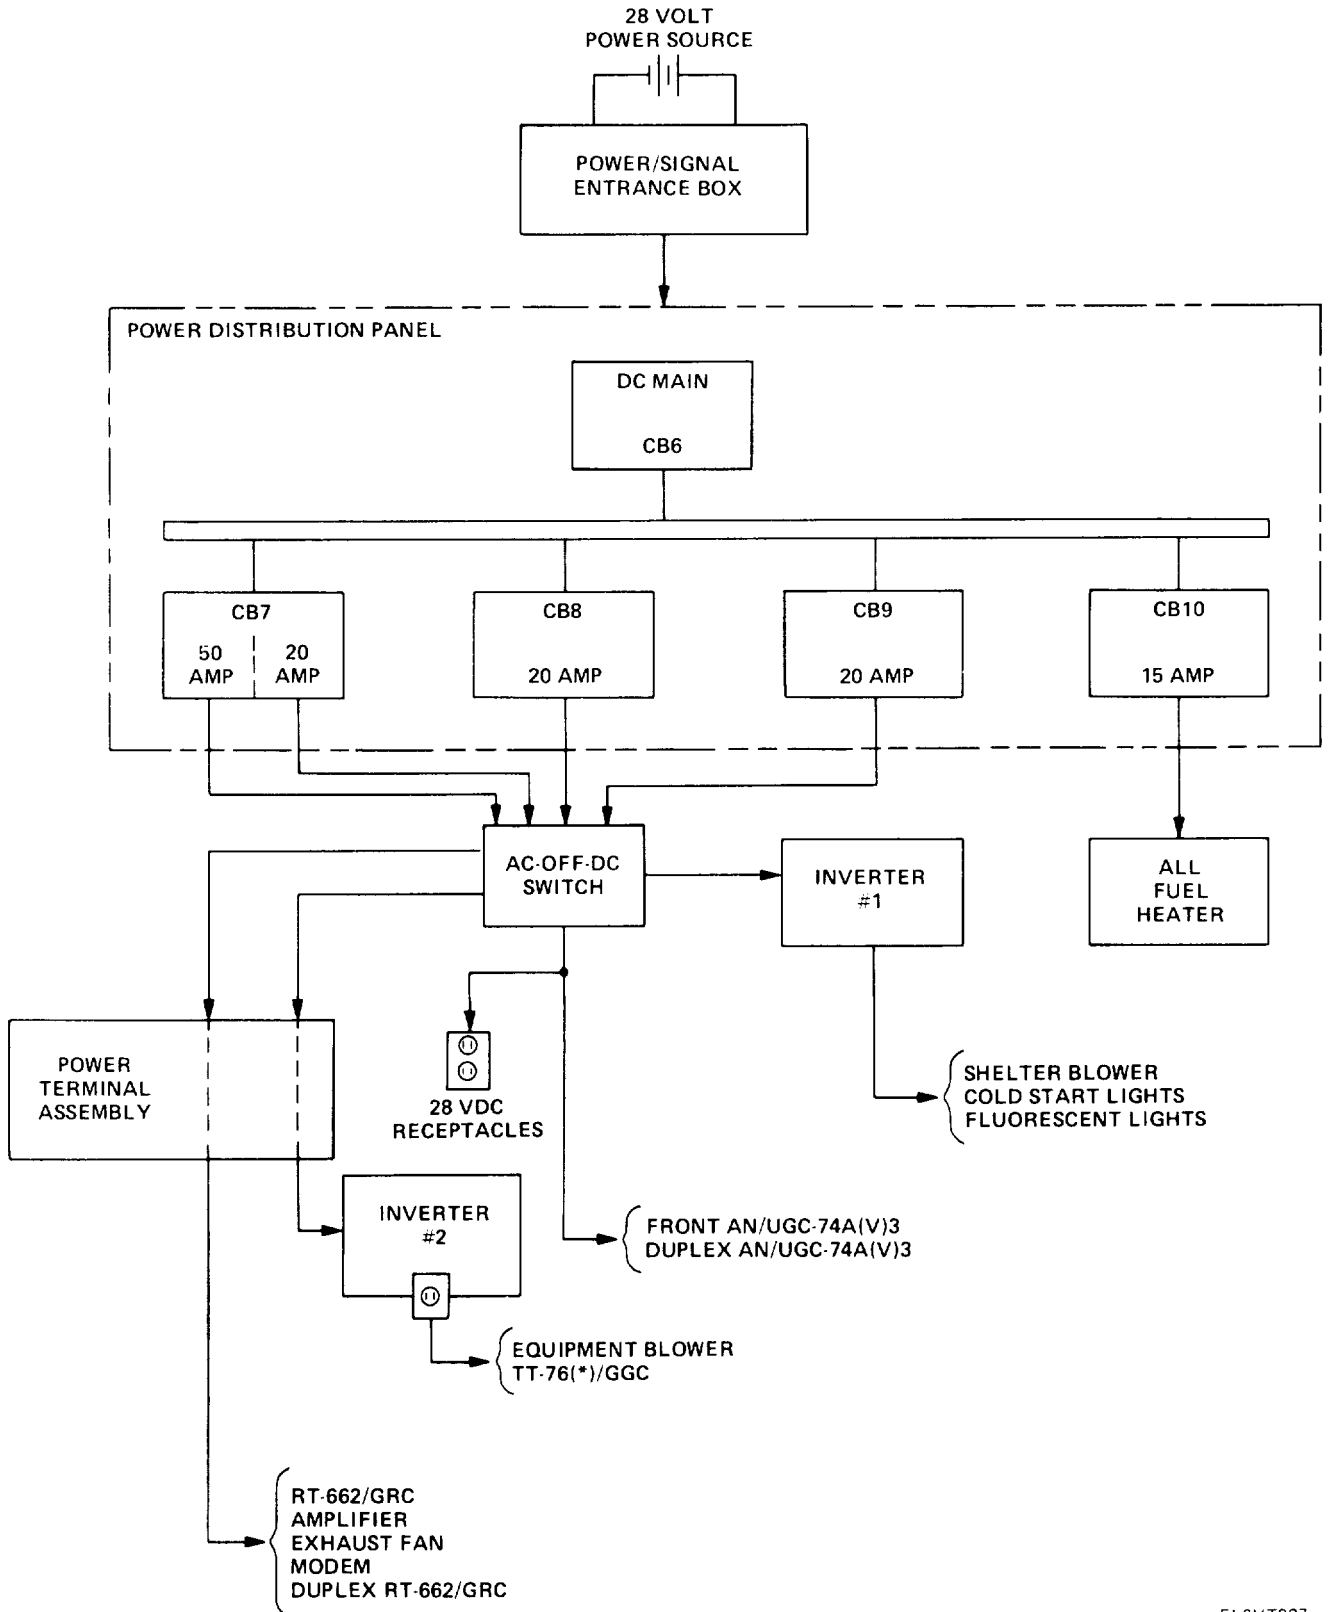 28 VOLT
POWER SOURCE
POWER/SIGNAL
ENTRANCE BOX
POWER DISTRIBUTION PANEL
DC MAIN
CB6
CB7
50
AMP
20
AMP
CB8
20 AMP
CB9
20 AMP
CB10
15 AMP
AC-OFF-DC
SWITCH
INVERTER
#1
ALL
FUEL
HEATER
POWER
TERMINAL
ASSEMBLY
28 VDC
RECEPTACLES
SHELTER BLOWER
COLD START LIGHTS
FLUORESCENT LIGHTS
INVERTER
#2
FRONT AN/UGC-74A(V)3
DUPLEX AN/UGC-74A(V)3
EQUIPMENT BLOWER
TT-76(*)/GGC
RT-662/GRC
AMPLIFIER
EXHAUST FAN
MODEM
DUPLEX RT-662/GRC